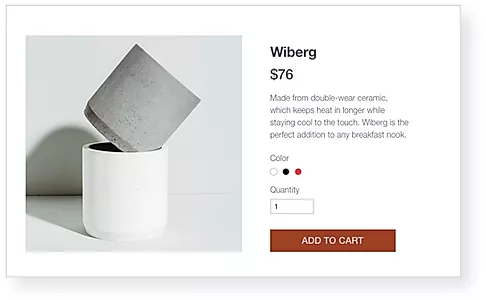 Wiberg
$76
Made from double-wear ceramic,
which keeps heat in longer while
staying cool to the touch. Wiberg is the
perfect addition to any breakfast nook.
Color
Quantity
1
ADD TO CART